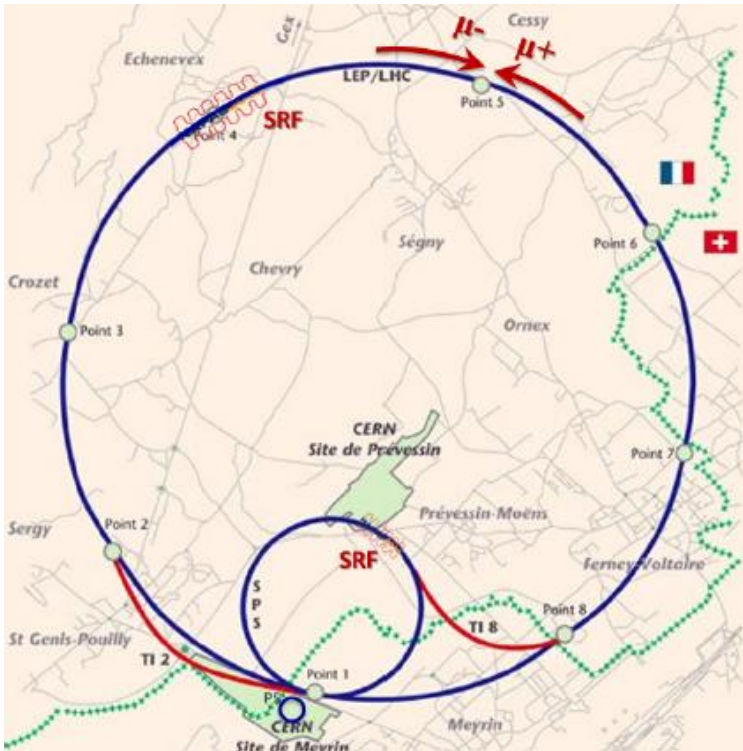 Cessy
Gex
μ-
μ+
Echenevex
LEP/LHC
Point 5
SRF
Point 4
Point 6
Ségny
Chevry
Crozet
Point 3
Ornex
CERN
Site de Prévessin
Point 7
Prévessin-Moëns
Point 2
Sergy
SRF
Ferney-Voltaire
S
P
S
Point 8
TI 8
St Genis-Pouilly
TI 2
Point 1
PS
CERN
Meyrin
Site de Meyrin